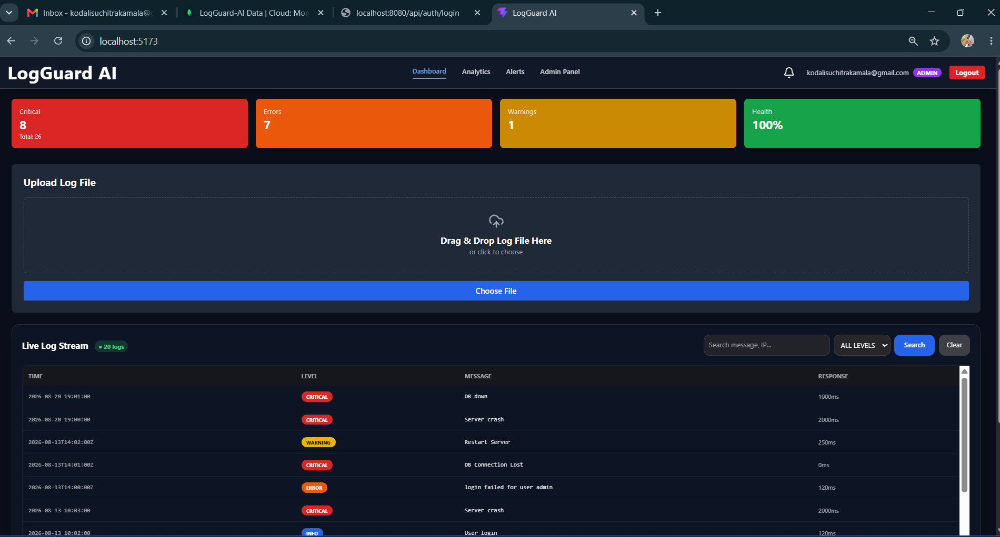 Inbox - kodalisuchitrakamala@g
LogGuard-AI Data | Cloud: Mon
localhost:8080/api/auth/login
LogGuard AI
localhost:5173
LogGuard AI
Dashboard
Analytics
Alerts
Admin Panel
kodalisuchitrakamala@gmail.com
ADMIN
Logout
Critical
8
Total: 26
Errors
7
Warnings
1
Health
100%
Upload Log File
Drag & Drop Log File Here
or click to choose
Choose File
Live Log Stream
● 20 logs
Search message, IP...
ALL LEVELS
Search
Clear
TIME LEVEL MESSAGE RESPONSE
2026-08-20 19:01:00 CRITICAL DB down 1000ms
2026-08-20 19:00:00 CRITICAL Server crash 2000ms
2026-08-13T14:02:00Z WARNING Restart Server 250ms
2026-08-13T14:01:00Z CRITICAL DB Connection Lost 0ms
2026-08-13T14:00:00Z ERROR login failed for user admin 120ms
2026-08-13 10:03:00 CRITICAL Server crash 2000ms
2026-08-13 10:02:00 INFO User login 120ms